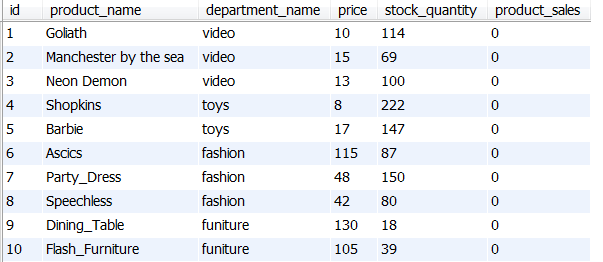 id product_name department_name price stock_quantity product_sales
1 Goliath video 10 114 0
2 Manchester by the sea video 15 69 0
3 Neon Demon video 13 100 0
4 Shopkins toys 8 222 0
5 Barbie toys 17 147 0
6 Ascics fashion 115 87 0
7 Party_Dress fashion 48 150 0
8 Speechless fashion 42 80 0
9 Dining_Table funiture 130 18 0
10 Flash_Furniture funiture 105 39 0